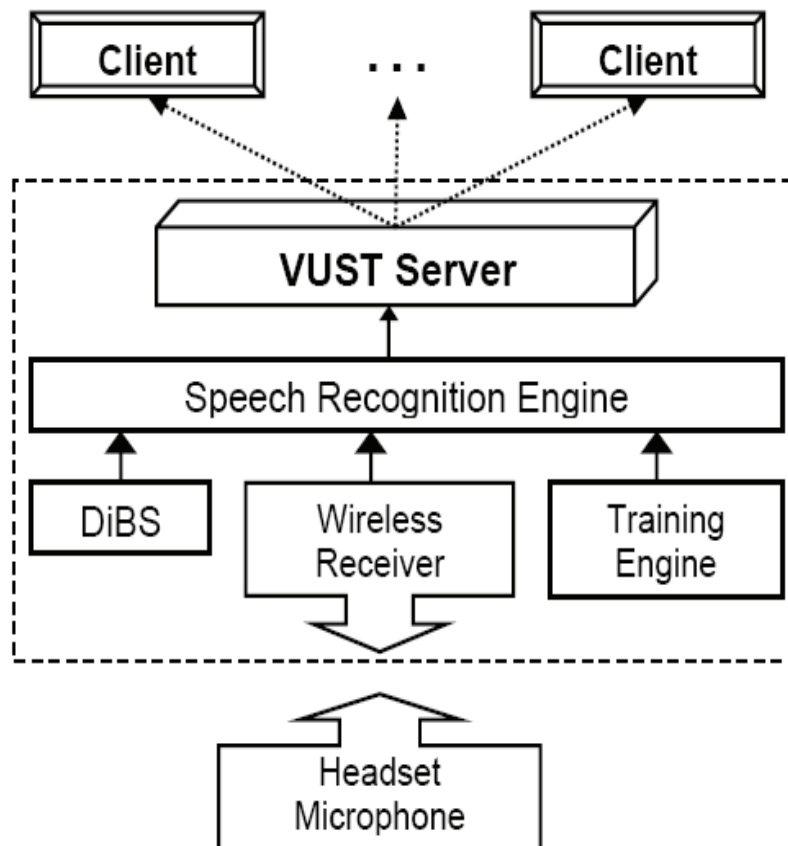 Client ... Client
VUST Server
Speech Recognition Engine
DiBS
Wireless
Receiver
Training
Engine
Headset
Microphone